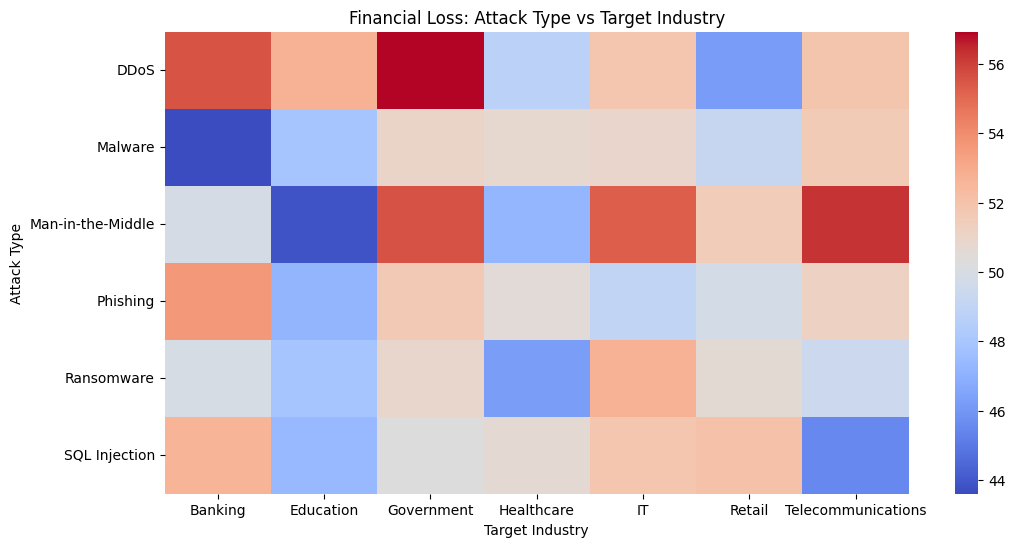 Financial Loss: Attack Type vs Target Industry
Attack Type
DDoS
Malware
Man-in-the-Middle
Phishing
Ransomware
SQL Injection
Banking
Education
Government
Healthcare
IT
Retail
Telecommunications
Target Industry
56
54
52
50
48
46
44